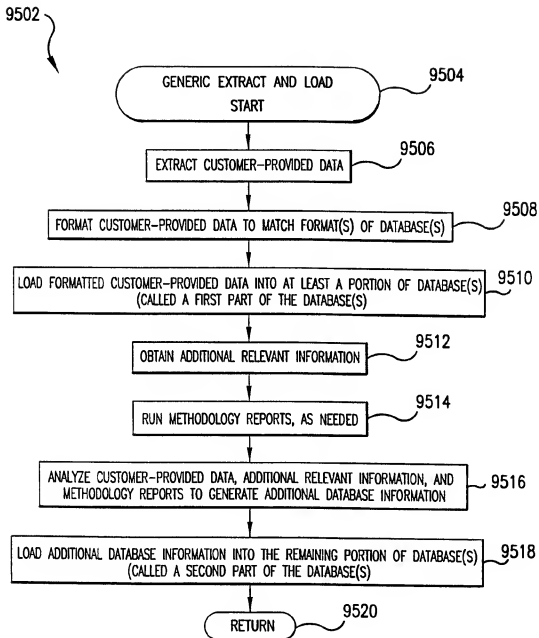 9502
GENERIC EXTRACT AND LOAD
START
9504
EXTRACT CUSTOMER-PROVIDED DATA
9506
FORMAT CUSTOMER-PROVIDED DATA TO MATCH FORMAT(S) OF DATABASE(S)
9508
LOAD FORMATTED CUSTOMER-PROVIDED DATA INTO AT LEAST A PORTION OF DATABASE(S)
(CALLED A FIRST PART OF THE DATABASE(S)
9510
OBTAIN ADDITIONAL RELEVANT INFORMATION
9512
RUN METHODOLOGY REPORTS, AS NEEDED
9514
ANALYZE CUSTOMER-PROVIDED DATA, ADDITIONAL RELEVANT INFORMATION, AND
METHODOLOGY REPORTS TO GENERATE ADDITIONAL DATABASE INFORMATION
9516
LOAD ADDITIONAL DATABASE INFORMATION INTO THE REMAINING PORTION OF DATABASE(S)
(CALLED A SECOND PART OF THE DATABASE(S)
9518
RETURN
9520